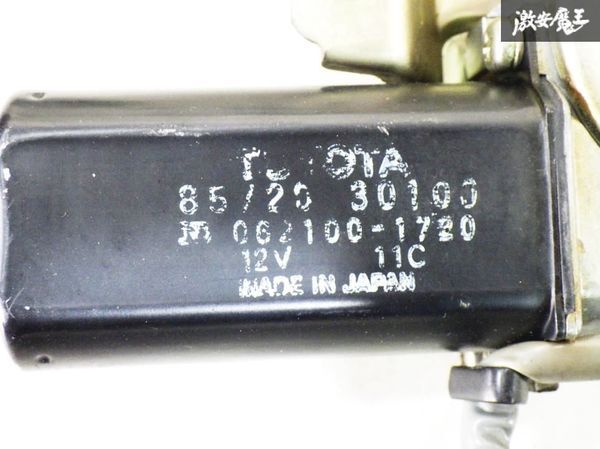 激安魔王
TOYOTA
85720 30100
062100-1720
12V 11C
MADE IN JAPAN